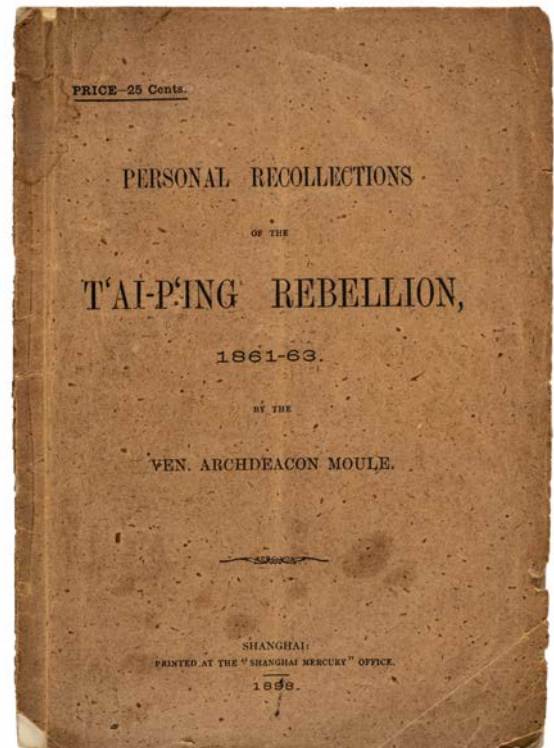 PRICE—25 Cents.
PERSONAL RECOLLECTIONS
OF THE
T‘AI-P‘ING REBELLION,
1861-63.
BY THE
VEN. ARCHDEACON MOULE.
SHANGHAI:
PRINTED AT THE "SHANGHAI MERCURY" OFFICE.
1898.